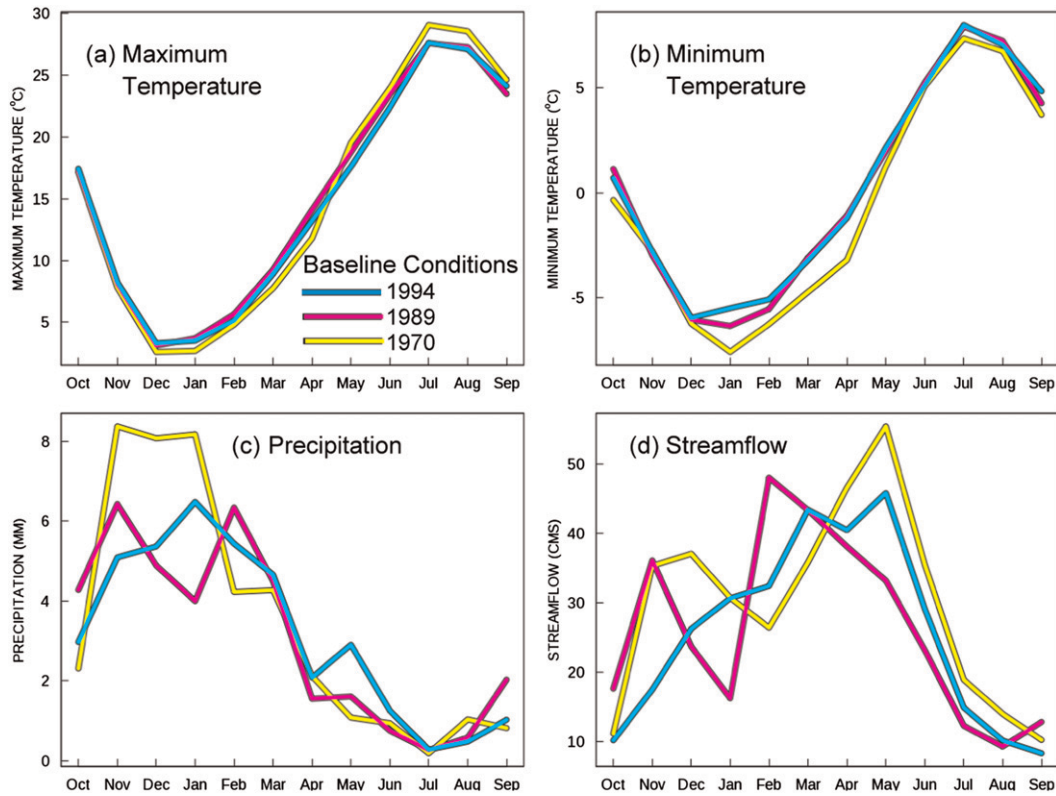 (a) Maximum
Temperature
MAXIMUM TEMPERATURE (°C)
30
25
20
15
10
5
Baseline Conditions
1994
1989
1970
Oct Nov Dec Jan Feb Mar Apr May Jun Jul Aug Sep
(b) Minimum
Temperature
MINIMUM TEMPERATURE (°C)
5
0
-5
Oct Nov Dec Jan Feb Mar Apr May Jun Jul Aug Sep
(c) Precipitation
PRECIPITATION (MM)
8
6
4
2
0
Oct Nov Dec Jan Feb Mar Apr May Jun Jul Aug Sep
(d) Streamflow
STREAMFLOW (CMS)
50
40
30
20
10
Oct Nov Dec Jan Feb Mar Apr May Jun Jul Aug Sep